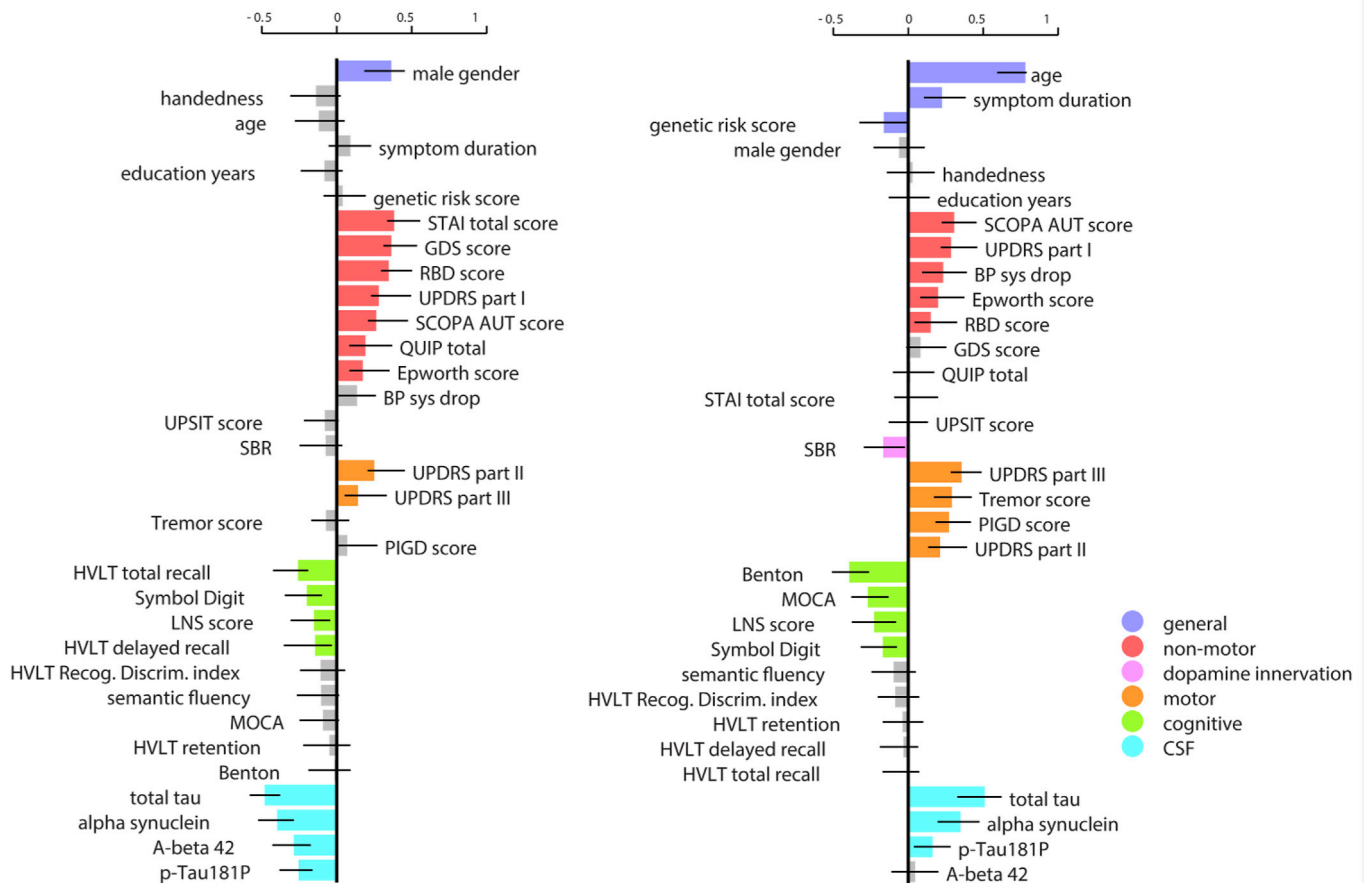 - 0.5 0 0.5 1
male gender
handedness
age
symptom duration
education years
genetic risk score
STAI total score
GDS score
RBD score
UPDRS part I
SCOPA AUT score
QUIP total
Epworth score
BP sys drop
UPSIT score
SBR
UPDRS part II
UPDRS part III
Tremor score
PIGD score
HVLT total recall
Symbol Digit
LNS score
HVLT delayed recall
HVLT Recog. Discrim. index
semantic fluency
MOCA
HVLT retention
Benton
total tau
alpha synuclein
A-beta 42
p-Tau181P
- 0.5 0 0.5 1
age
symptom duration
genetic risk score
male gender
handedness
education years
SCOPA AUT score
UPDRS part I
BP sys drop
Epworth score
RBD score
GDS score
QUIP total
STAI total score
UPSIT score
SBR
UPDRS part III
Tremor score
PIGD score
UPDRS part II
Benton
MOCA
LNS score
Symbol Digit
semantic fluency
HVLT Recog. Discrim. index
HVLT retention
HVLT delayed recall
HVLT total recall
total tau
alpha synuclein
p-Tau181P
A-beta 42
general
non-motor
dopamine innervation
motor
cognitive
CSF